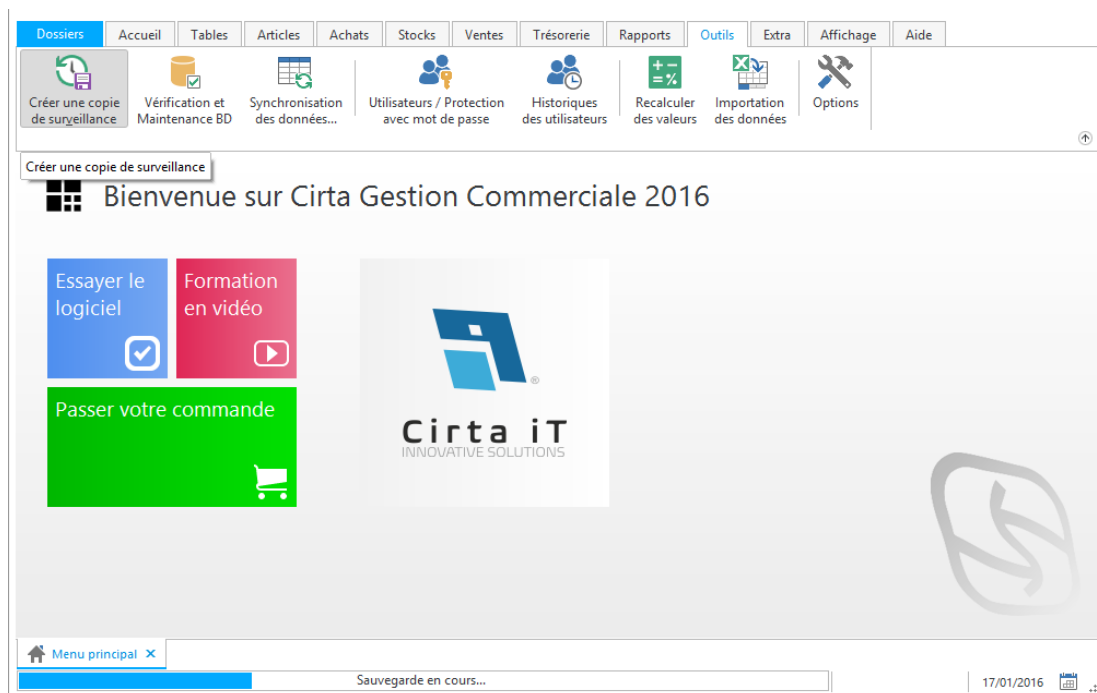 Dossiers Accueil Tables Articles Achats Stocks Ventes Trésorerie Rapports Outils Extra Affichage Aide
Créer une copie
de surveillance
Vérification et
Maintenance BD
Synchronisation
des données...
Utilisateurs / Protection
avec mot de passe
Historiques
des utilisateurs
Recalculer
des valeurs
Importation
des données
Options
Créer une copie de surveillance
Bienvenue sur Cirta Gestion Commerciale 2016
Essayer le
logiciel
Formation
en vidéo
Passer votre commande
Cirta iT
INNOVATIVE SOLUTIONS
Menu principal
Sauvegarde en cours...
17/01/2016